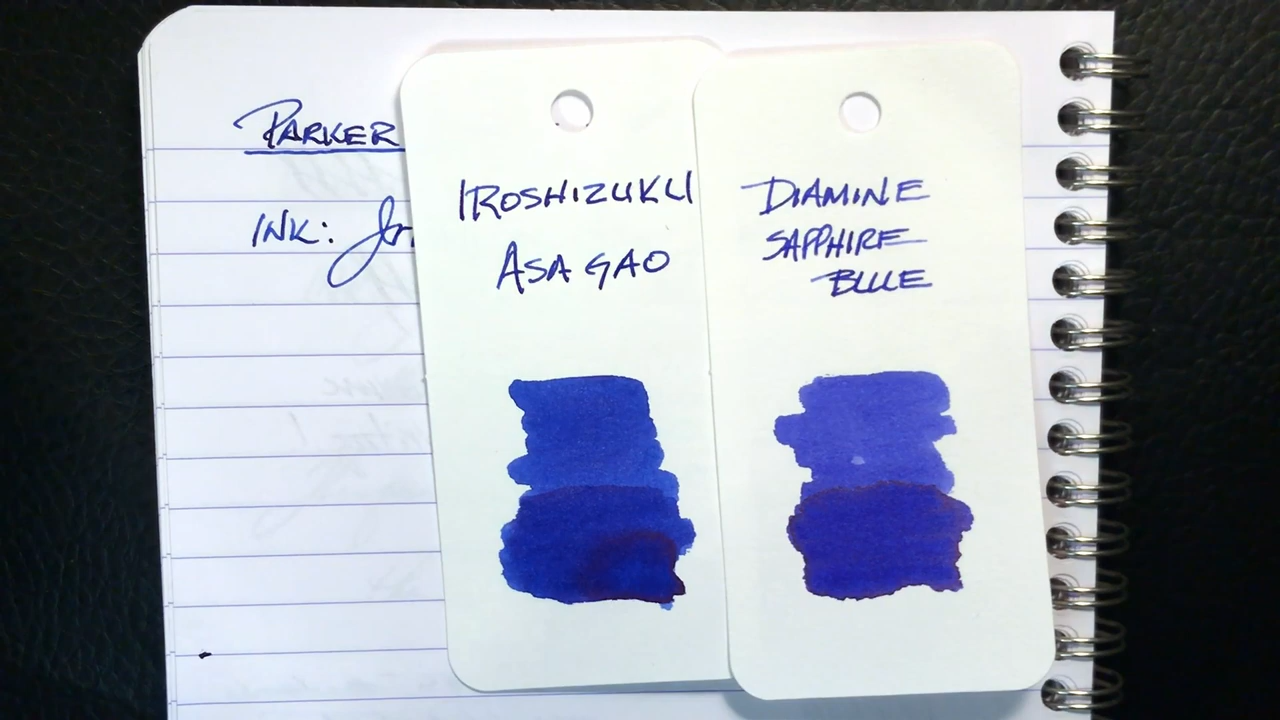 PARKER
INK:
IROSHIZUKU
ASA GAO
DIAMINE
SAPPHIRE
BLUE